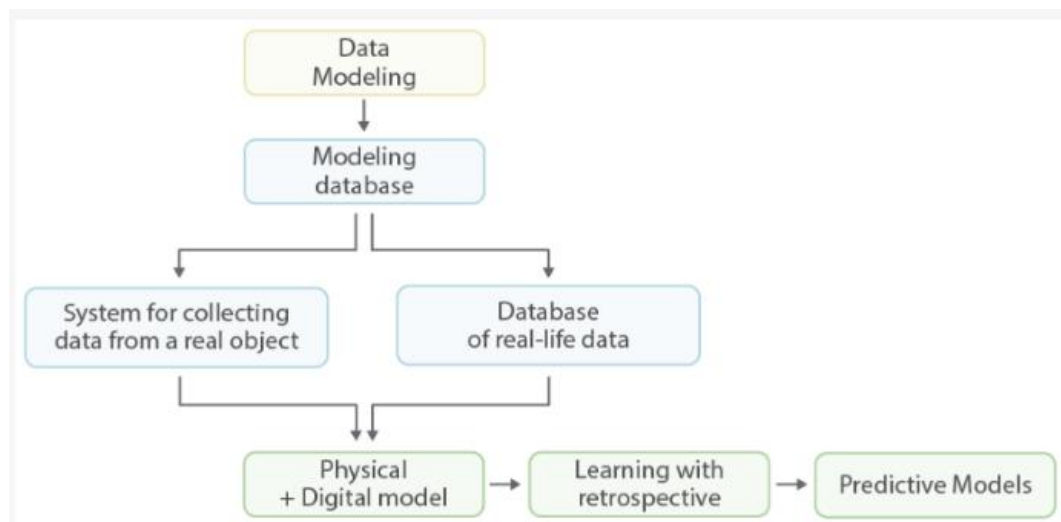 Data
Modeling
Modeling
database
System for collecting
data from a real object
Database
of real-life data
Physical
+ Digital model
Learning with
retrospective
Predictive Models